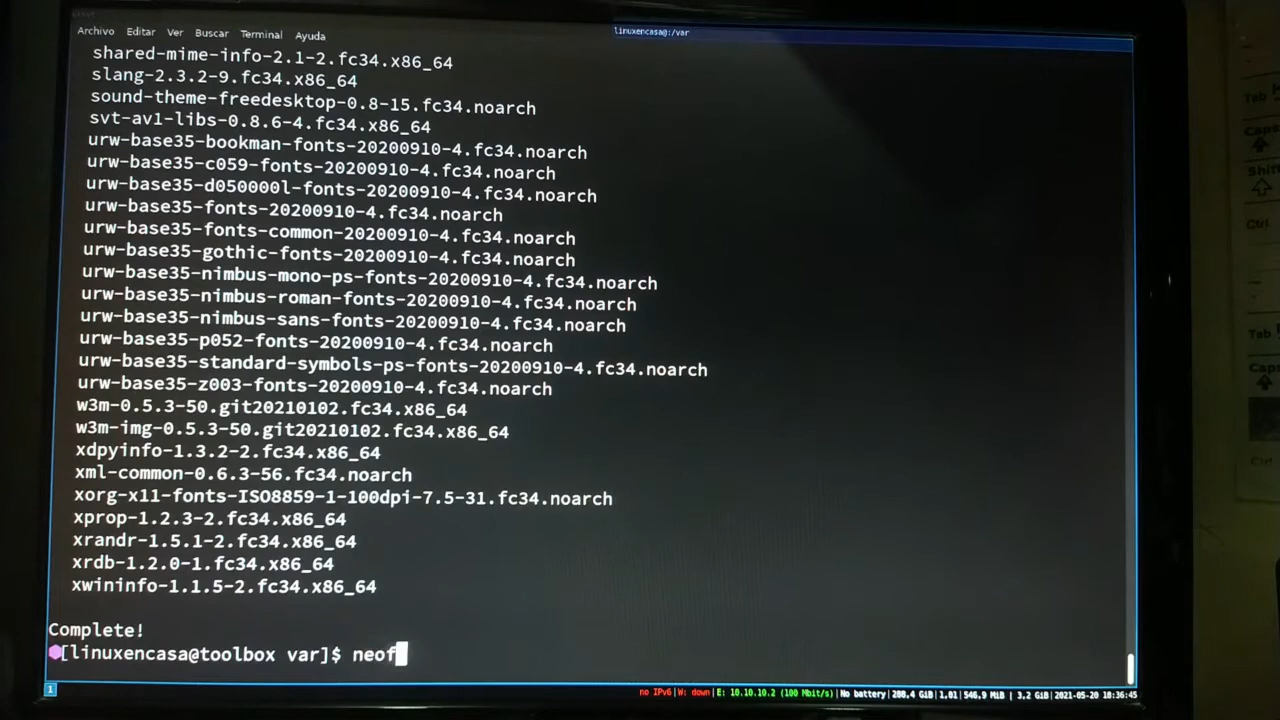 Archivo Editar Ver Buscar Terminal Ayuda
linuxencasa@:/var
shared-mime-info-2.1-2.fc34.x86_64
slang-2.3.2-9.fc34.x86_64
sound-theme-freedesktop-0.8-15.fc34.noarch
svt-av1-libs-0.8.6-4.fc34.x86_64
urw-base35-bookman-fonts-20200910-4.fc34.noarch
urw-base35-c059-fonts-20200910-4.fc34.noarch
urw-base35-d050000l-fonts-20200910-4.fc34.noarch
urw-base35-fonts-20200910-4.fc34.noarch
urw-base35-fonts-common-20200910-4.fc34.noarch
urw-base35-gothic-fonts-20200910-4.fc34.noarch
urw-base35-nimbus-mono-ps-fonts-20200910-4.fc34.noarch
urw-base35-nimbus-roman-fonts-20200910-4.fc34.noarch
urw-base35-nimbus-sans-fonts-20200910-4.fc34.noarch
urw-base35-p052-fonts-20200910-4.fc34.noarch
urw-base35-standard-symbols-ps-fonts-20200910-4.fc34.noarch
urw-base35-z003-fonts-20200910-4.fc34.noarch
w3m-0.5.3-50.git20210102.fc34.x86_64
w3m-img-0.5.3-50.git20210102.fc34.x86_64
xdpyinfo-1.3.2-2.fc34.x86_64
xml-common-0.6.3-56.fc34.noarch
xorg-x11-fonts-ISO8859-1-100dpi-7.5-31.fc34.noarch
xprop-1.2.3-2.fc34.x86_64
xrandr-1.5.1-2.fc34.x86_64
xrdb-1.2.0-1.fc34.x86_64
xwininfo-1.1.5-2.fc34.x86_64
Complete!
[linuxencasa@toolbox var]$ neof
1
no IPv6|W: down|E: 10.10.10.2 (100 Mbit/s)|No battery|288,4 GiB|1,01|546,9 MiB | 3,2 GiB|2021-05-20 18:36:45
Tab
Caps
Shift
Ctrl
Tab
Caps
Ctrl